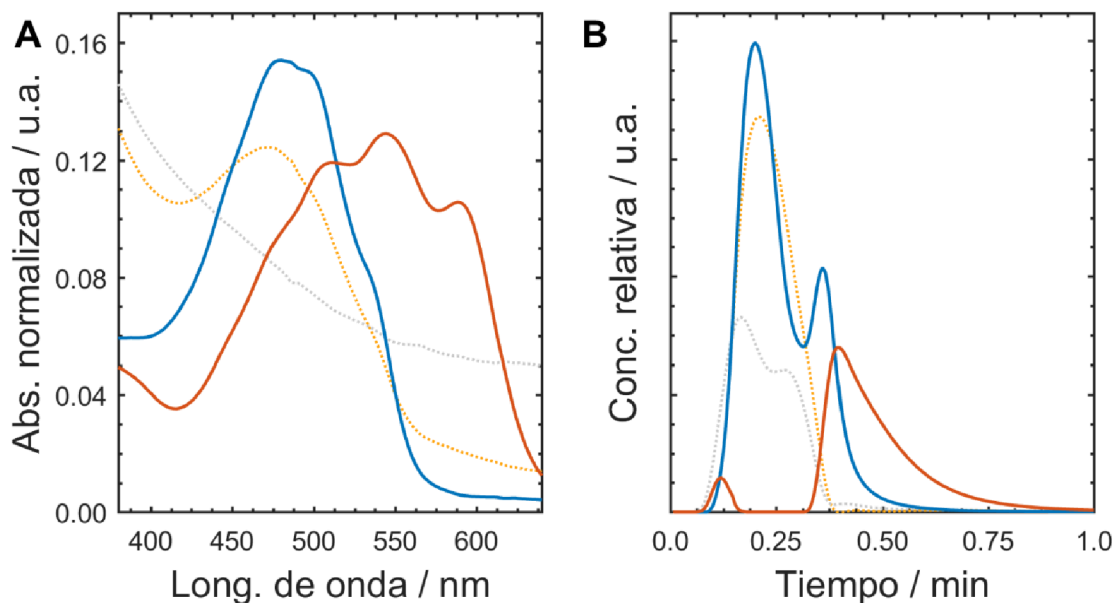 A
Abs. normalizada / u.a.
0.16
0.12
0.08
0.04
0.00
400 450 500 550 600
Long. de onda / nm
B
Conc. relativa / u.a.
0.0 0.25 0.50 0.75 1.0
Tiempo / min